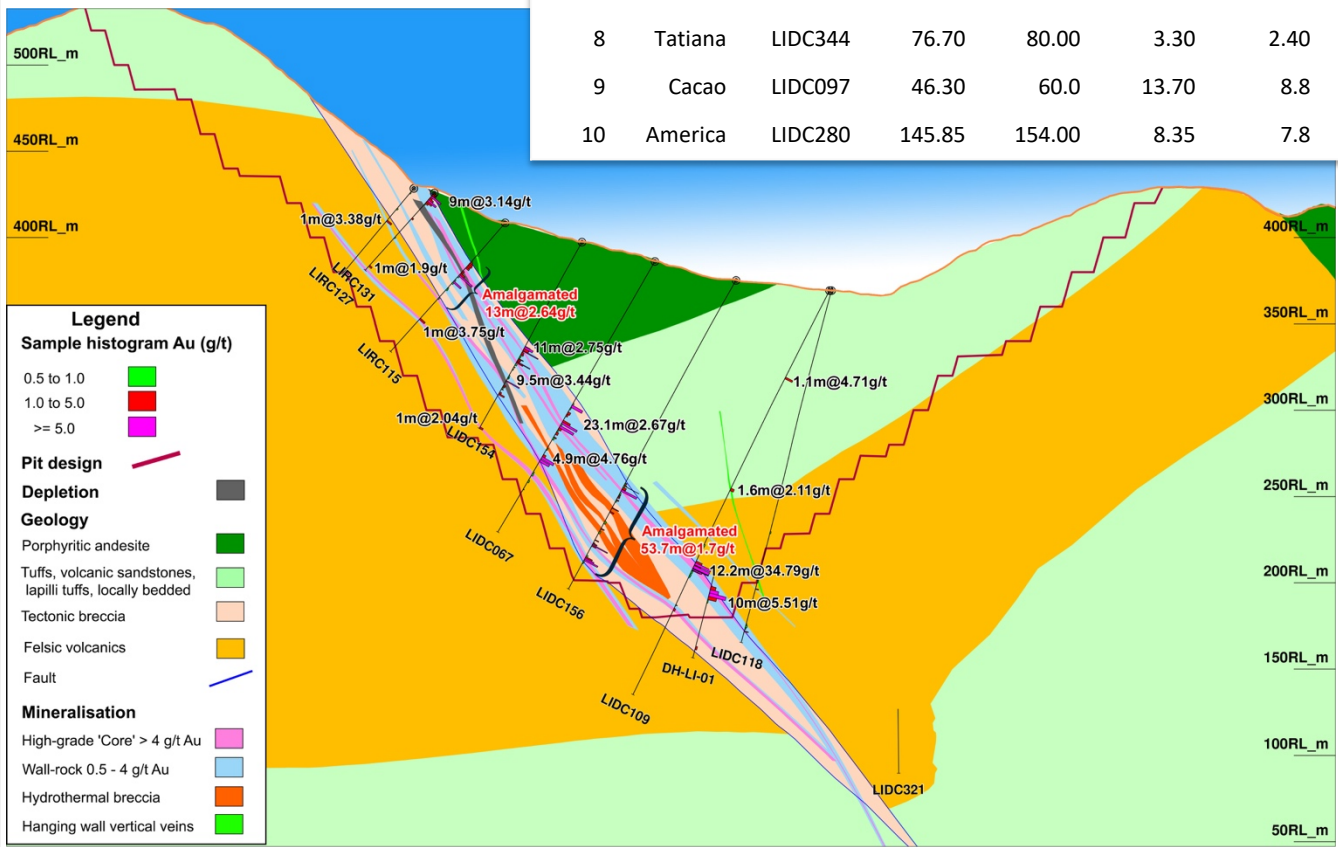 8 Tatiana LIDC344 76.70 80.00 3.30 2.40
9 Cacao LIDC097 46.30 60.0 13.70 8.8
10 America LIDC280 145.85 154.00 8.35 7.8
500RL_m
450RL_m
400RL_m
400RL_m
350RL_m
300RL_m
250RL_m
200RL_m
150RL_m
100RL_m
50RL_m
9m@3.14g/t
1m@3.38g/t
1m@1.9g/t
LIRC131
LIRC127
Amalgamated
13m@2.64g/t
1m@3.75g/t
LIRC115
11m@2.75g/t
9.5m@3.44g/t
1.1m@4.71g/t
1m@2.04g/t
LIDC154
23.1m@2.67g/t
4.9m@4.76g/t
1.6m@2.11g/t
LIDC067
Amalgamated
53.7m@1.7g/t
12.2m@34.79g/t
10m@5.51g/t
LIDC156
LIDC118
DH-LI-01
LIDC109
LIDC321
Legend
Sample histogram Au (g/t)
0.5 to 1.0
1.0 to 5.0
>= 5.0
Pit design
Depletion
Geology
Porphyritic andesite
Tuffs, volcanic sandstones,
lapilli tuffs, locally bedded
Tectonic breccia
Felsic volcanics
Fault
Mineralisation
High-grade 'Core' > 4 g/t Au
Wall-rock 0.5 - 4 g/t Au
Hydrothermal breccia
Hanging wall vertical veins